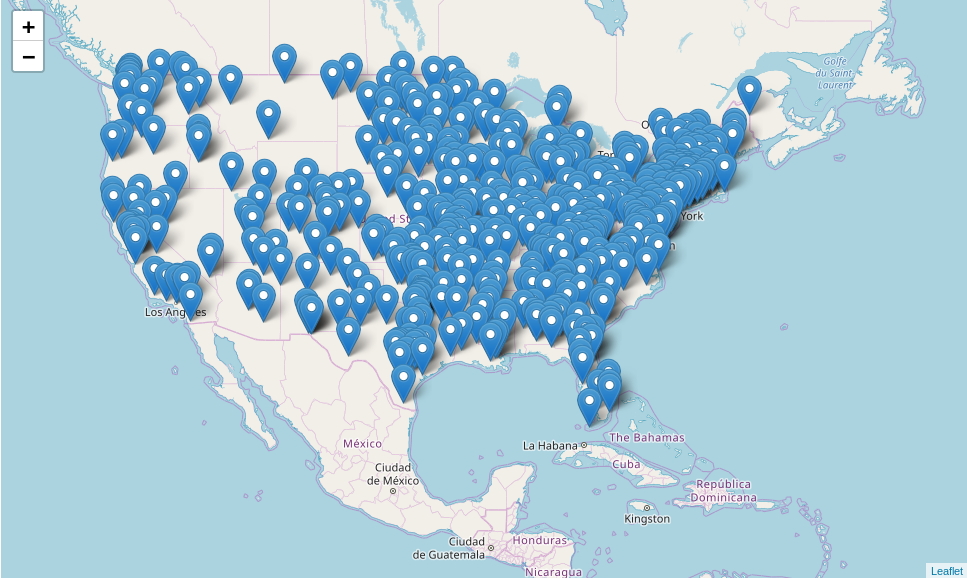 +
−
Golfe
du Saint
Laurent
York
Los Angeles
México
Ciudad
de México
La Habana
The Bahamas
Cuba
República
Dominicana
Kingston
Ciudad
de Guatemala
Honduras
Nicaragua
Leaflet